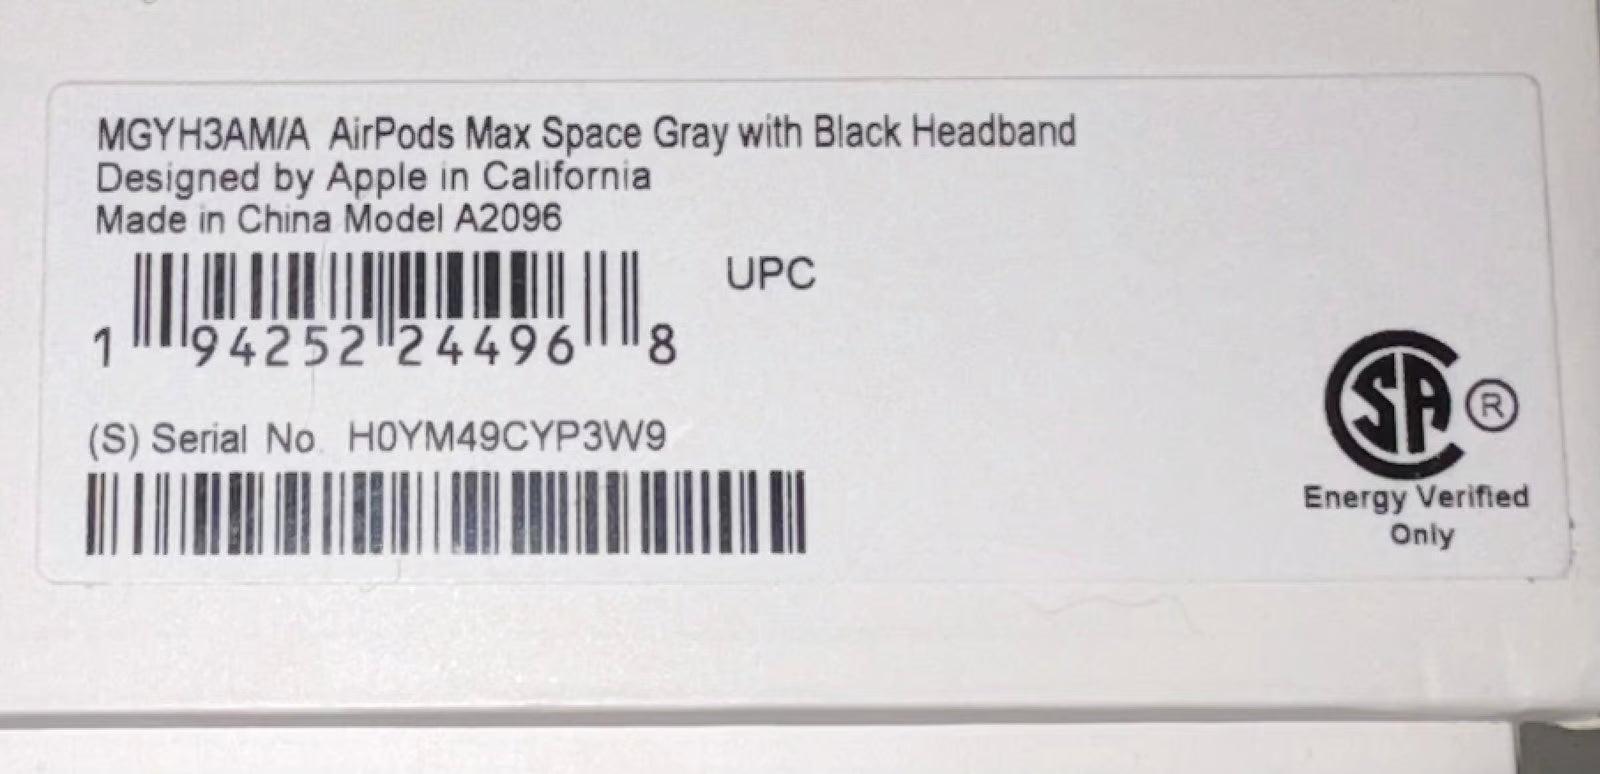 MGYH3AM/A AirPods Max Space Gray with Black Headband
Designed by Apple in California
Made in China Model A2096
UPC
1 94252 24496 8
(S) Serial No. H0YM49CYP3W9
SA ®
Energy Verified
Only